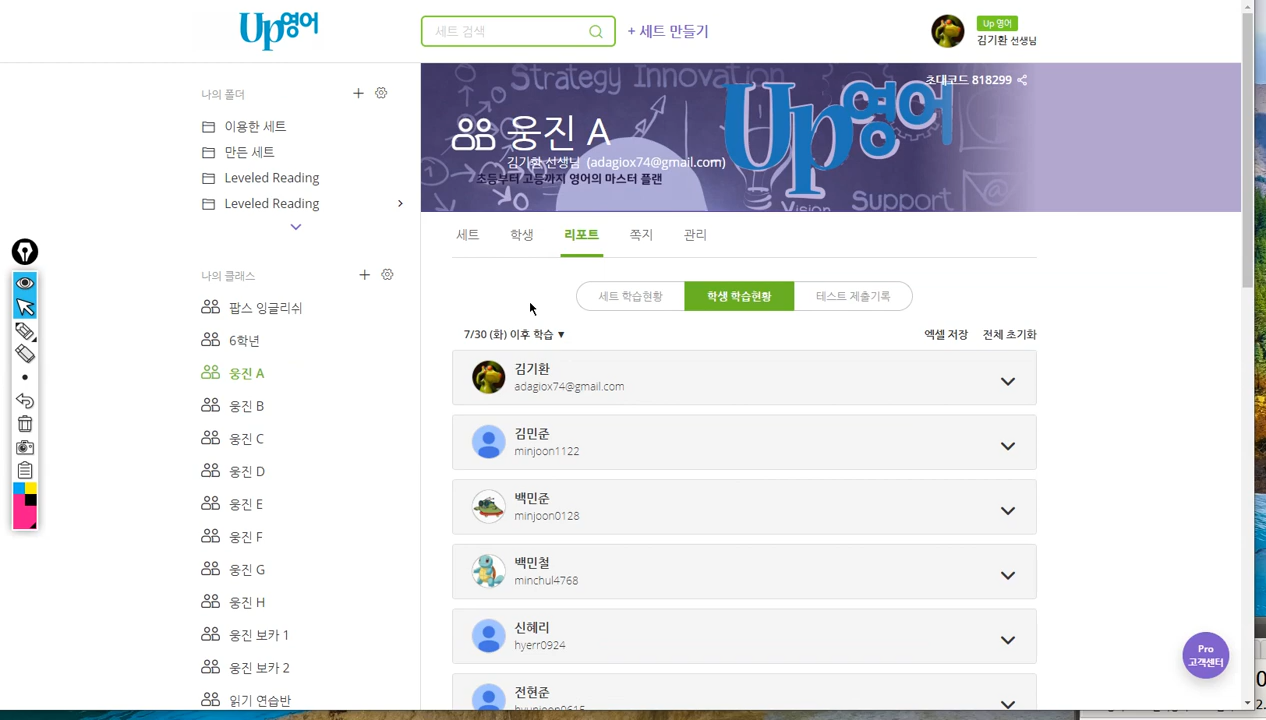 Up영어
세트 검색
+ 세트 만들기
Up 영어
김기환 선생님
나의 폴더
이용한 세트
만든 세트
Leveled Reading
Leveled Reading
나의 클래스
팝스 잉글리쉬
6학년
웅진 A
웅진 B
웅진 C
웅진 D
웅진 E
웅진 F
웅진 G
웅진 H
웅진 보카 1
웅진 보카 2
읽기 연습반
Strategy Innovation
초대코드 818299
Up영어
웅진 A
김기환 선생님 (adagiox74@gmail.com)
초등부터 고등까지 영어의 마스터 플랜
Support
Vision
세트 학생 리포트 쪽지 관리
세트 학습현황 학생 학습현황 테스트 제출기록
7/30 (화) 이후 학습 ▼
엑셀 저장 전체 초기화
김기환
adagiox74@gmail.com
김민준
minjoon1122
백민준
minjoon0128
백민철
minchul4768
신혜리
hyerr0924
전현준
Pro
고객센터